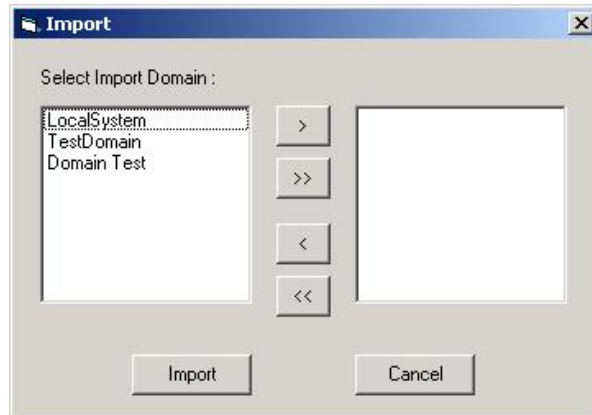 Import
Select Import Domain :
LocalSystem
TestDomain
Domain Test
>
>>
<
<<
Import
Cancel